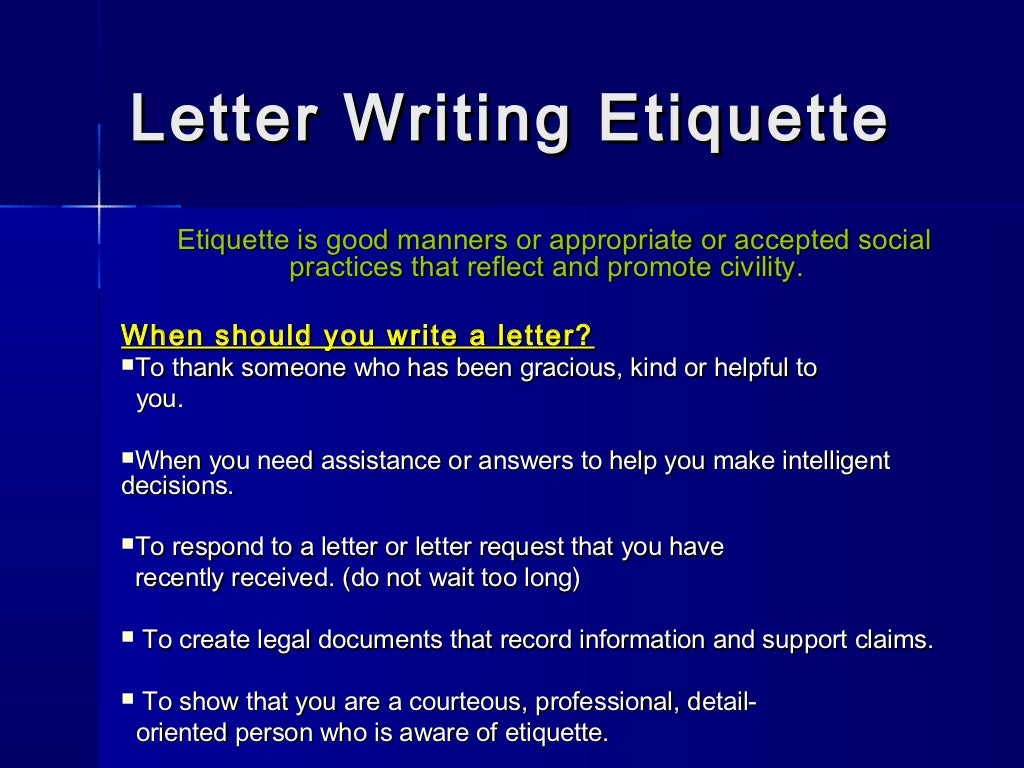 Letter Writing Etiquette
Etiquette is good manners or appropriate or accepted social
practices that reflect and promote civility.
When should you write a letter?
▪To thank someone who has been gracious, kind or helpful to
you.
▪When you need assistance or answers to help you make intelligent
decisions.
▪To respond to a letter or letter request that you have
recently received. (do not wait too long)
▪ To create legal documents that record information and support claims.
▪ To show that you are a courteous, professional, detail-
oriented person who is aware of etiquette.